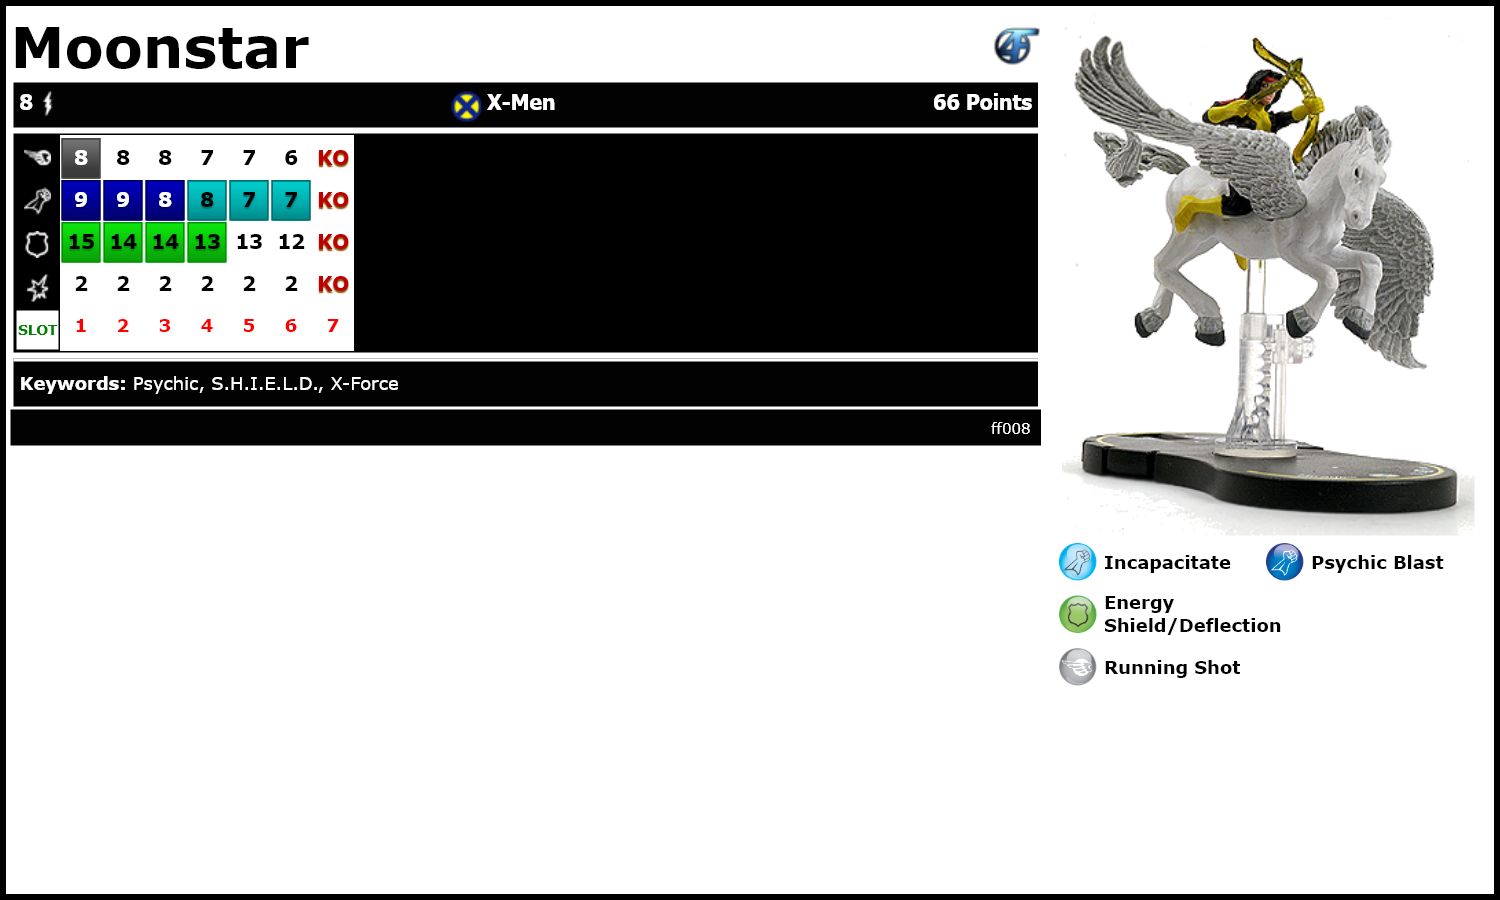 Moonstar
8 X-Men 66 Points
8 8 8 7 7 6 KO
9 9 8 8 7 7 KO
15 14 14 13 13 12 KO
2 2 2 2 2 2 KO
SLOT 1 2 3 4 5 6 7
Keywords: Psychic, S.H.I.E.L.D., X-Force
ff008
Incapacitate Psychic Blast
Energy
Shield/Deflection
Running Shot